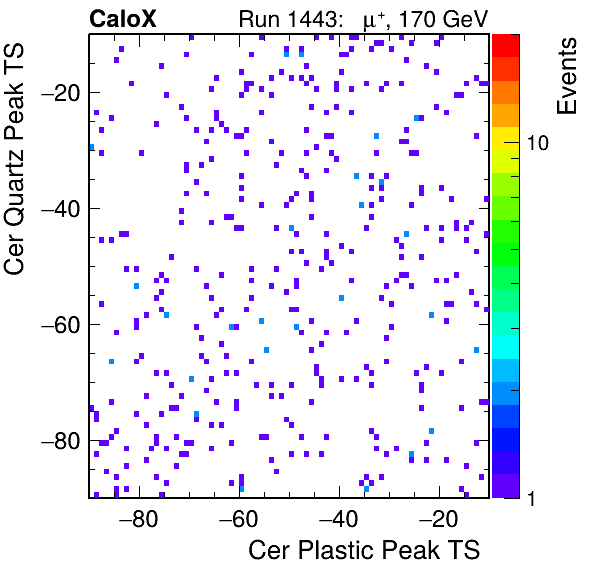 CaloX Run 1443: μ⁺, 170 GeV
Cer Quartz Peak TS
Events
−20
−40
−60
−80
10
1
−80 −60 −40 −20
Cer Plastic Peak TS